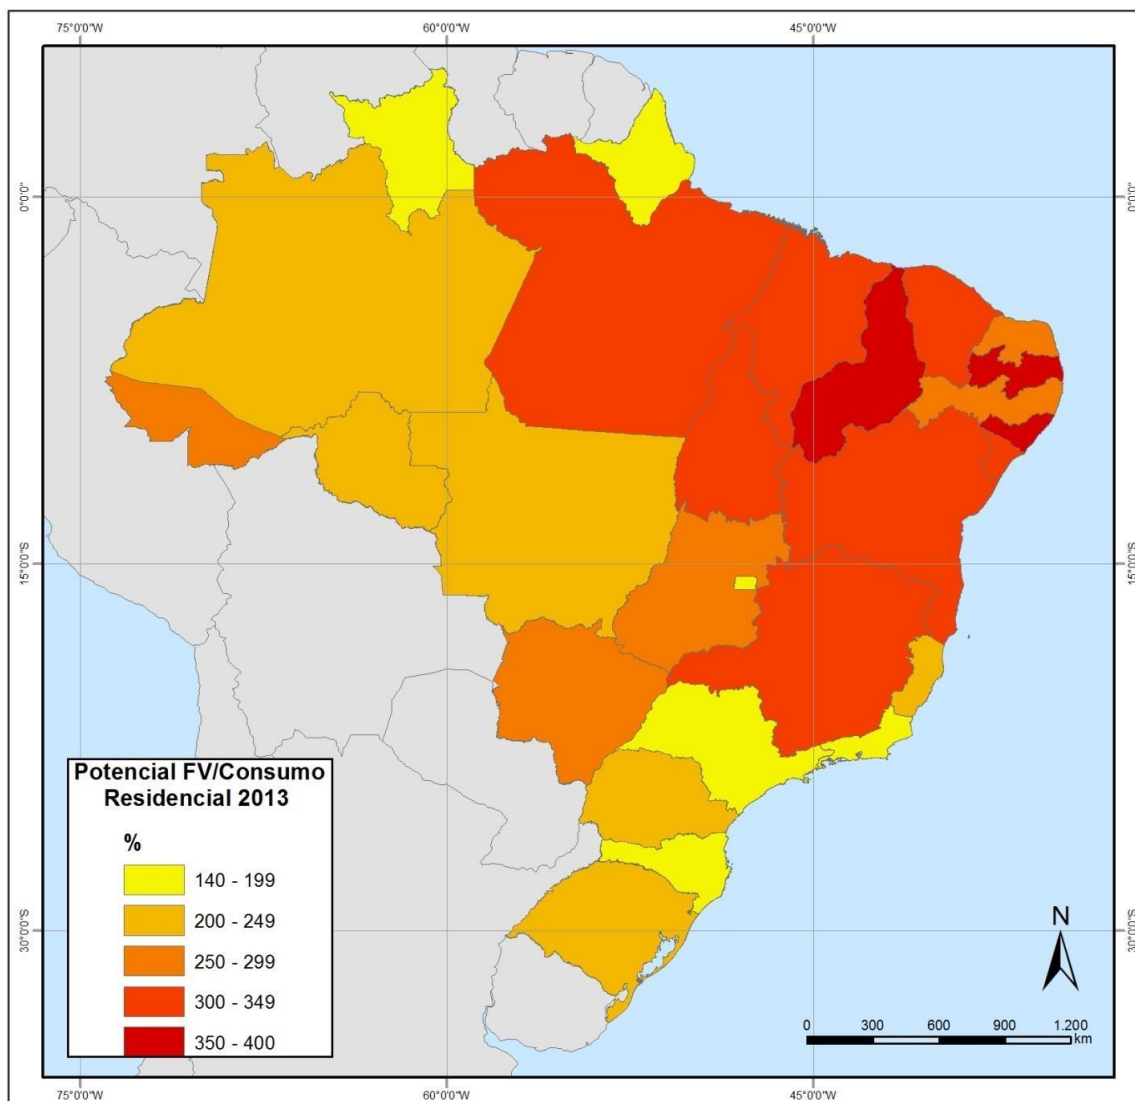 75°0'0"W 60°0'0"W 45°0'0"W
0°0'0" 0°0'0"
15°0'0"S 15°0'0"S
Potencial FV/Consumo
Residencial 2013
%
140 - 199
200 - 249
250 - 299
300 - 349
350 - 400
30°0'0"S 30°0'0"S
N
0 300 600 900 1.200
km
75°0'0"W 60°0'0"W 45°0'0"W